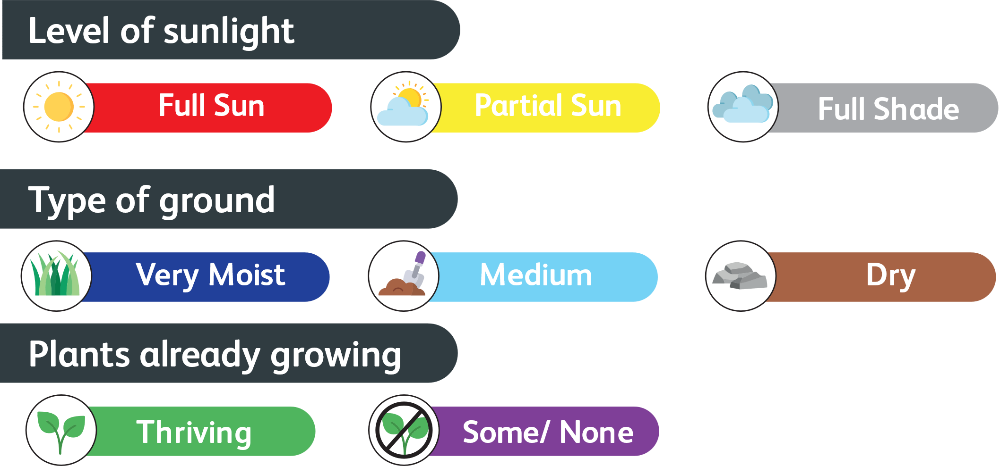 Level of sunlight
Full Sun
Partial Sun
Full Shade
Type of ground
Very Moist
Medium
Dry
Plants already growing
Thriving
Some/ None